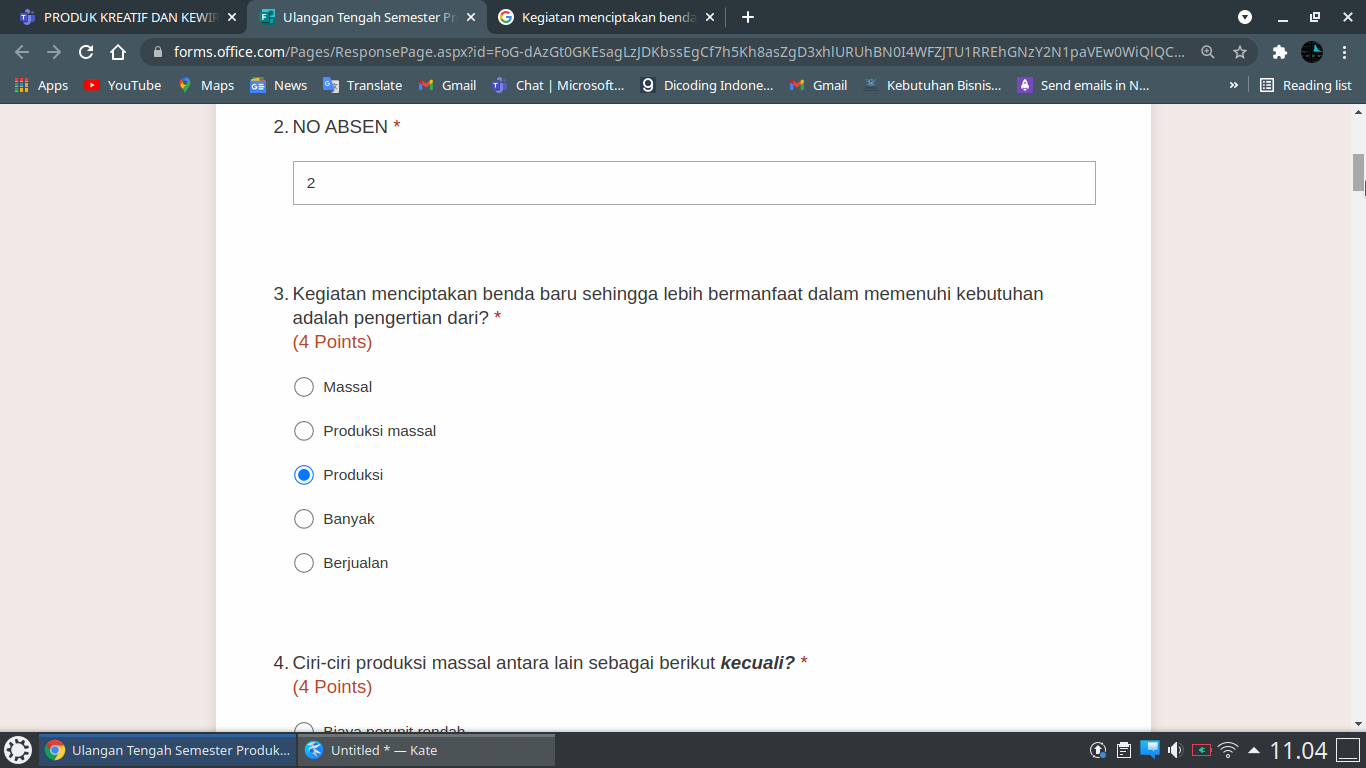 PRODUK KREATIF DAN KEWIR
Ulangan Tengah Semester Pr
Kegiatan menciptakan benda
forms.office.com/Pages/ResponsePage.aspx?id=FoG-dAzGt0GKEsagLzJDKbssEgCf7h5Kh8asZgD3xhlURUhBN0I4WFZJTU1RREhGNzY2N1paVEw0WiQlQC...
Apps YouTube Maps News Translate Gmail Chat | Microsoft... Dicoding Indone... Gmail Kebutuhan Bisnis... Send emails in N... » Reading list
2. NO ABSEN *
2
3. Kegiatan menciptakan benda baru sehingga lebih bermanfaat dalam memenuhi kebutuhan
adalah pengertian dari? *
(4 Points)
Massal
Produksi massal
Produksi
Banyak
Berjualan
4. Ciri-ciri produksi massal antara lain sebagai berikut kecuali? *
(4 Points)
Biaya perunit rendah
Ulangan Tengah Semester Produk... Untitled * — Kate 11.04